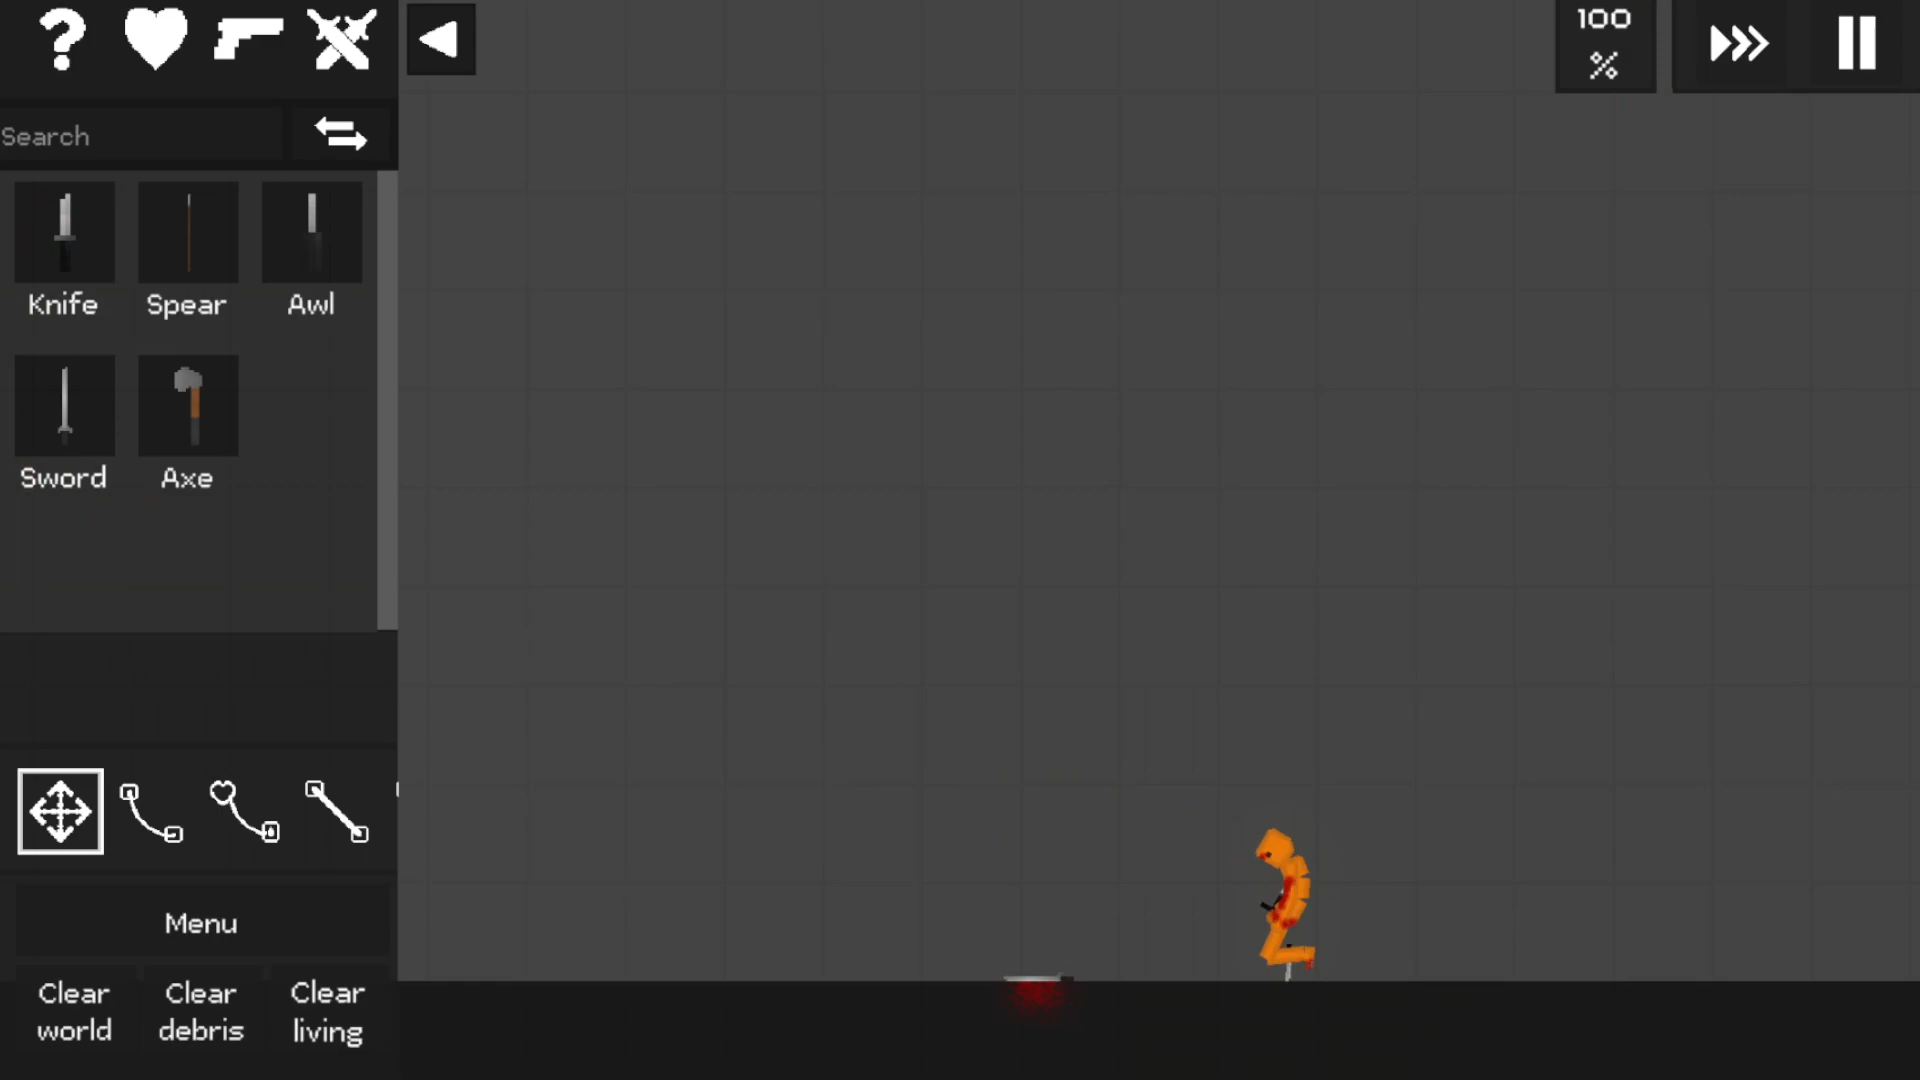 100
%
Search
Knife
Spear
Awl
Sword
Axe
Menu
Clear
world
Clear
debris
Clear
living